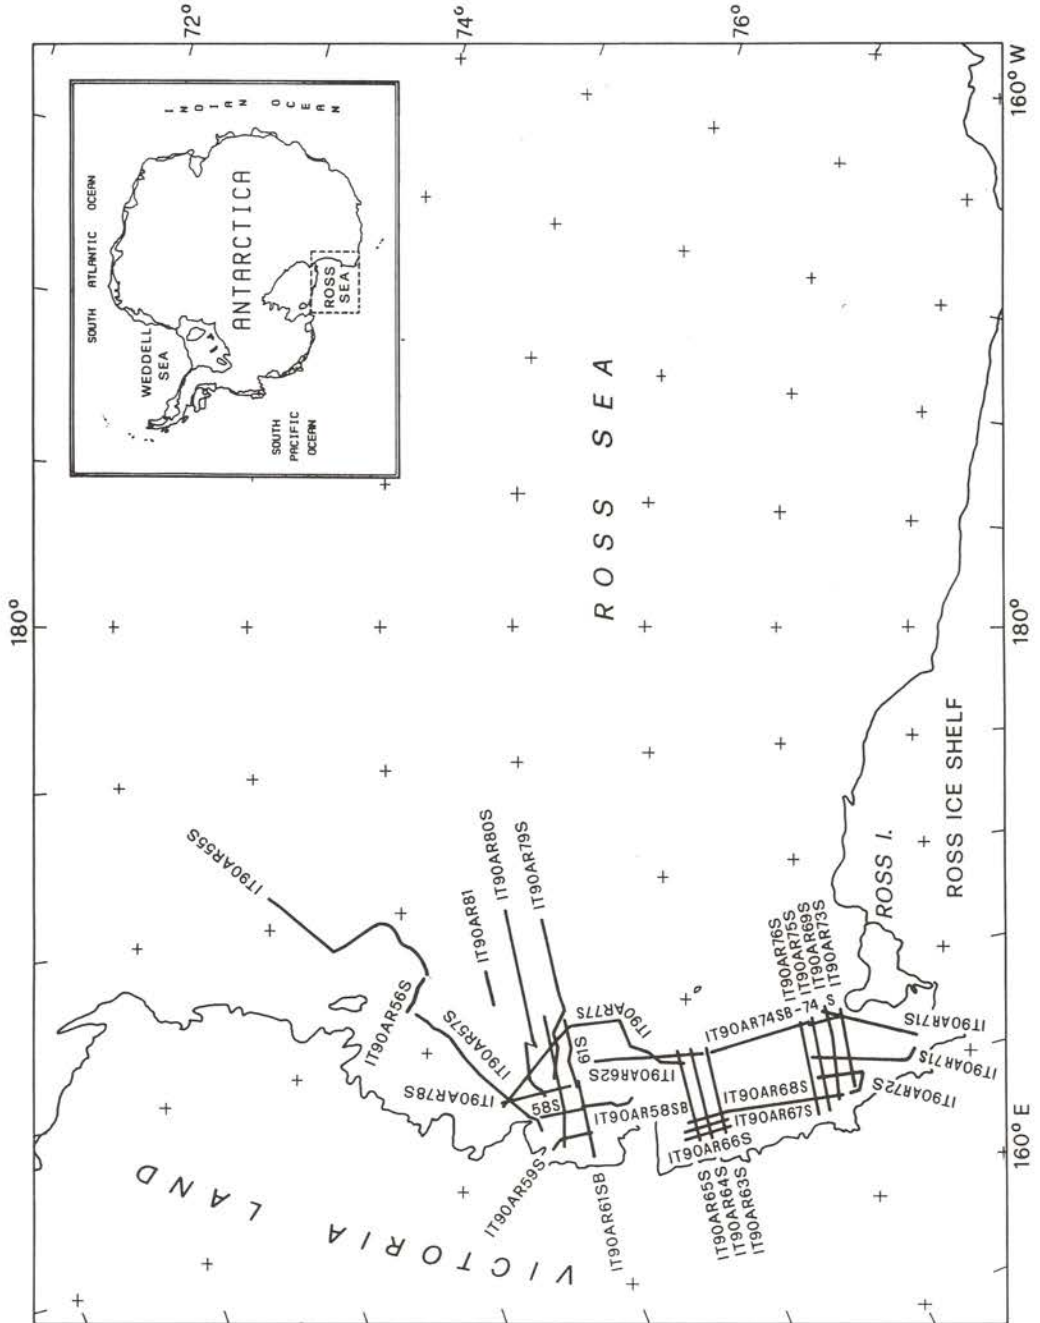 72°
74°
76°
180°
180°
160° W
160° E
SOUTH ATLANTIC OCEAN
INDIAN OCEAN
WEDDELL
SEA
ANTARCTICA
ROSS
SEA
SOUTH
PACIFIC
OCEAN
ROSS SEA
VICTORIA LAND
ROSS I.
ROSS ICE SHELF
IT90AR55S
IT90AR56S
IT90AR57S
IT90AR78S
IT90AR81
IT90AR80S
IT90AR79S
IT90AR77S
61S
58S
IT90AR62S
IT90AR58SB
IT90AR59S
IT90AR61SB
IT90AR74SB-74 S
IT90AR76S
IT90AR75S
IT90AR69S
IT90AR73S
IT90AR68S
IT90AR67S
IT90AR66S
IT90AR65S
IT90AR64S
IT90AR63S
IT90AR71S
IT90AR71S
IT90AR72S